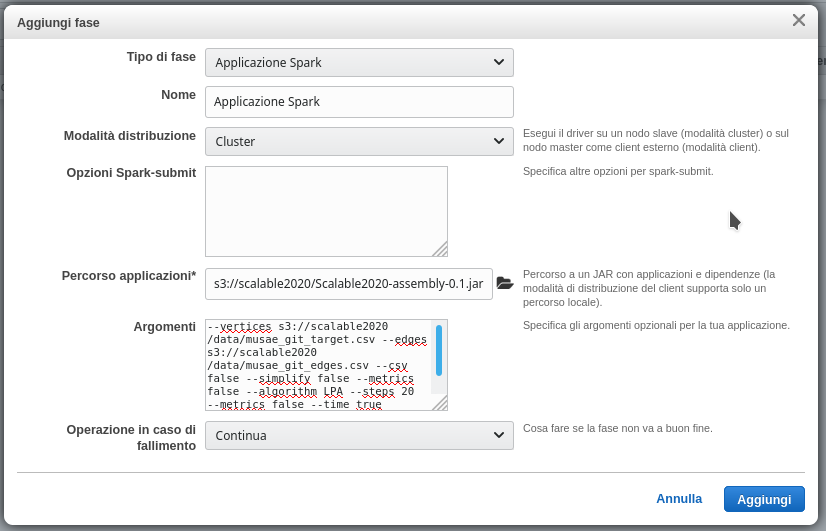 Aggiungi fase
Tipo di fase
Applicazione Spark
Nome
Applicazione Spark
Modalità distribuzione
Cluster
Esegui il driver su un nodo slave (modalità cluster) o sul
nodo master come client esterno (modalità client).
Opzioni Spark-submit
Specifica altre opzioni per spark-submit.
Percorso applicazioni*
s3://scalable2020/Scalable2020-assembly-0.1.jar
Percorso a un JAR con applicazioni e dipendenze (la
modalità di distribuzione del client supporta solo un
percorso locale).
Argomenti
--vertices s3://scalable2020
/data/musae_git_target.csv --edges
s3://scalable2020
/data/musae_git_edges.csv --csv
false --simplify false --metrics
false --algorithm LPA --steps 20
--metrics false --time true
Specifica gli argomenti opzionali per la tua applicazione.
Operazione in caso di
fallimento
Continua
Cosa fare se la fase non va a buon fine.
Annulla
Aggiungi